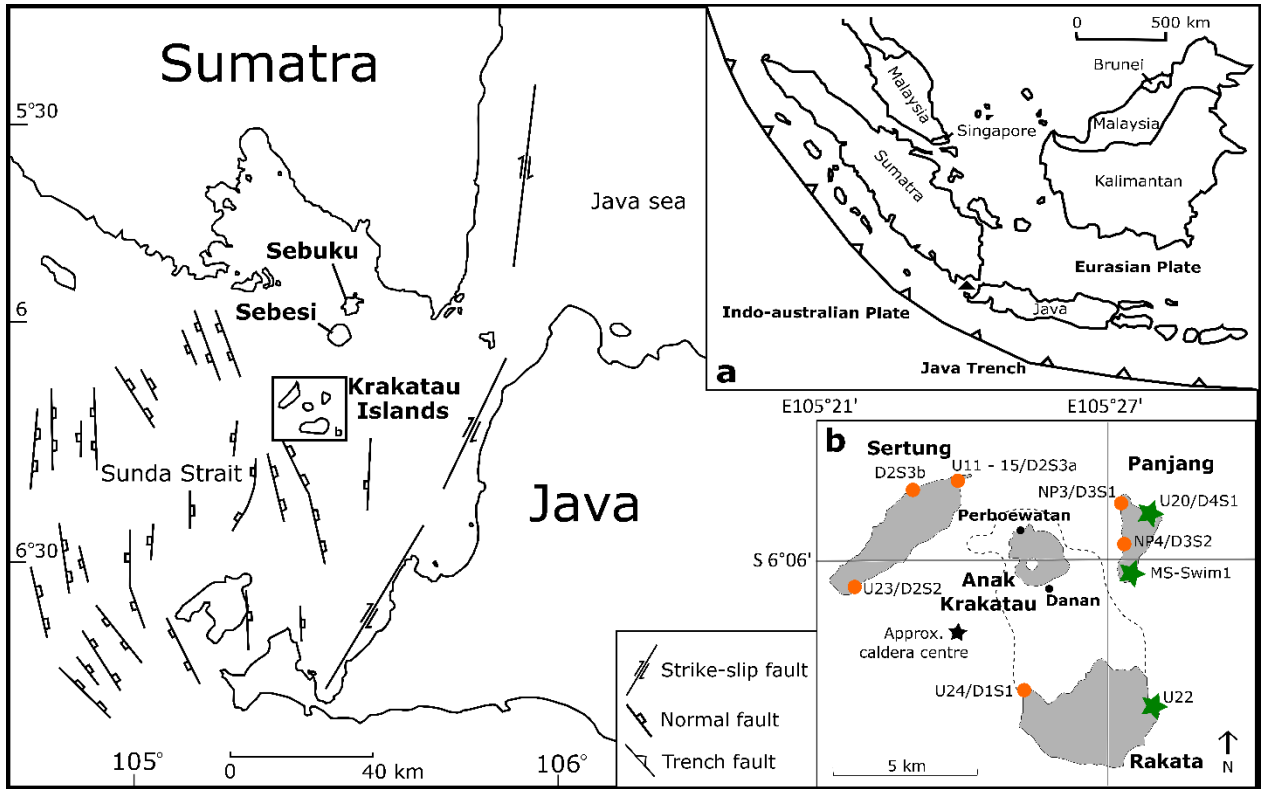 Sumatra
5°30
Java sea
Sebuku
Sebesi
6
Krakatau
Islands
b
Sunda Strait
Java
6°30
105°
106°
0
40 km
Strike-slip fault
Normal fault
Trench fault
0
500 km
Brunei
Malaysia
Malaysia
Singapore
Sumatra
Kalimantan
Eurasian Plate
Indo-australian Plate
Java
Java Trench
a
E105°21'
E105°27'
b
Sertung
D2S3b
U11 - 15/D2S3a
Panjang
NP3/D3S1
U20/D4S1
Perboewatan
NP4/D3S2
S 6°06'
MS-Swim1
U23/D2S2
Anak
Krakatau
Danan
Approx.
caldera centre
U24/D1S1
U22
5 km
Rakata
N